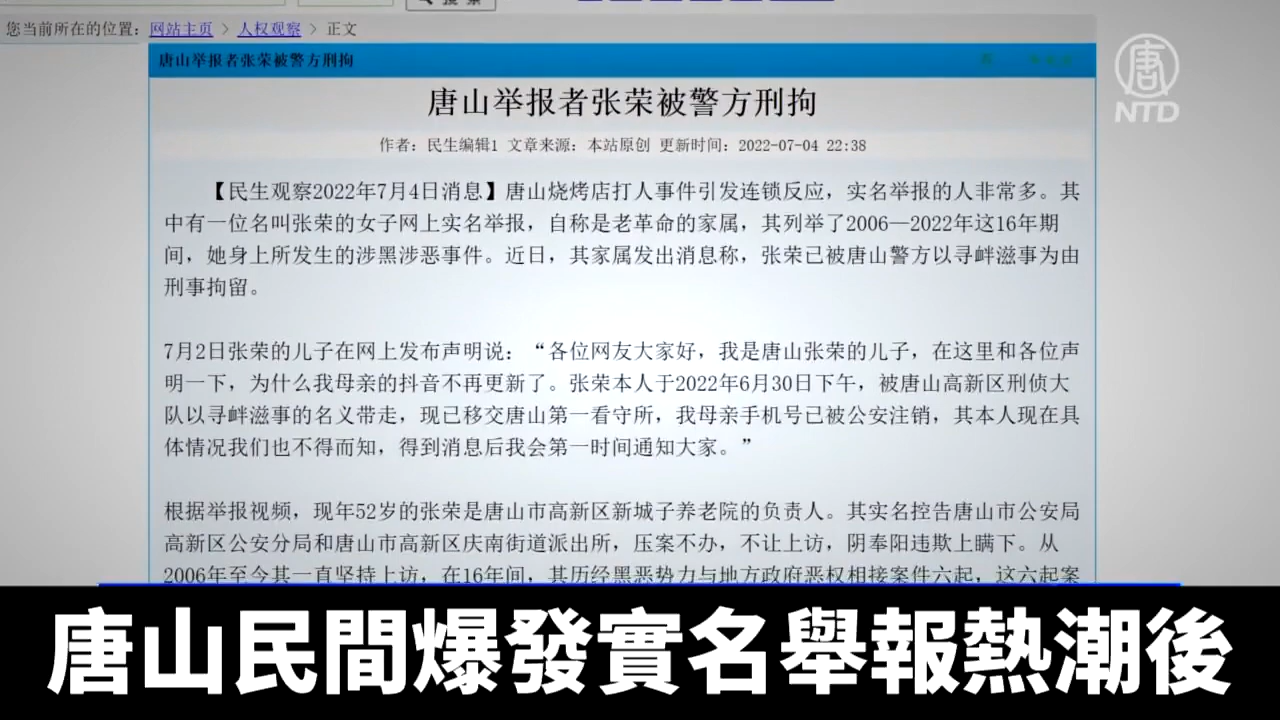 您当前所在的位置： 网站主页 > 人权观察 > 正文
唐山举报者张荣被警方刑拘
唐
NTD
唐山举报者张荣被警方刑拘
作者：民生编辑1 文章来源：本站原创 更新时间：2022-07-04 22:38
【民生观察2022年7月4日消息】唐山烧烤店打人事件引发连锁反应，实名举报的人非常多。其
中有一位名叫张荣的女子网上实名举报，自称是老革命的家属，其列举了2006—2022年这16年期
间，她身上所发生的涉黑涉恶事件。近日，其家属发出消息称，张荣已被唐山警方以寻衅滋事为由
刑事拘留。
7月2日张荣的儿子在网上发布声明说：“各位网友大家好，我是唐山张荣的儿子，在这里和各位声
明一下，为什么我母亲的抖音不再更新了。张荣本人于2022年6月30日下午，被唐山高新区刑侦大
队以寻衅滋事的名义带走，现已移交唐山第一看守所，我母亲手机号已被公安注销，其本人现在具
体情况我们也不得而知，得到消息后我会第一时间通知大家。”
根据举报视频，现年52岁的张荣是唐山市高新区新城子养老院的负责人。其实名控告唐山市公安局
高新区公安分局和唐山市高新区庆南街道派出所，压案不办，不让上访，阴奉阳违欺上瞒下。从
2006年至今其一直坚持上访，在16年间，其历经黑恶势力与地方政府恶权相接案件六起，这六起案
唐山民間爆發實名舉報熱潮後